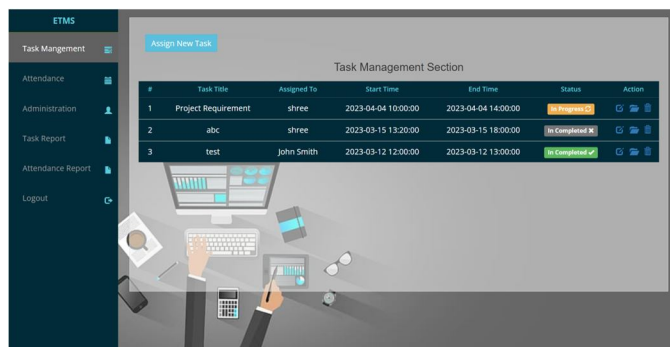 ETMS
Task Mangement
Attendance
Administration
Task Report
Attendance Report
Logout
Assign New Task
Task Management Section
# Task Title Assigned To Start Time End Time Status Action
1 Project Requirement shree 2023-04-04 10:00:00 2023-04-04 14:00:00 In Progress
2 abc shree 2023-03-15 13:20:00 2023-03-15 18:00:00 In Completed
3 test John Smith 2023-03-12 12:00:00 2023-03-12 13:00:00 In Completed